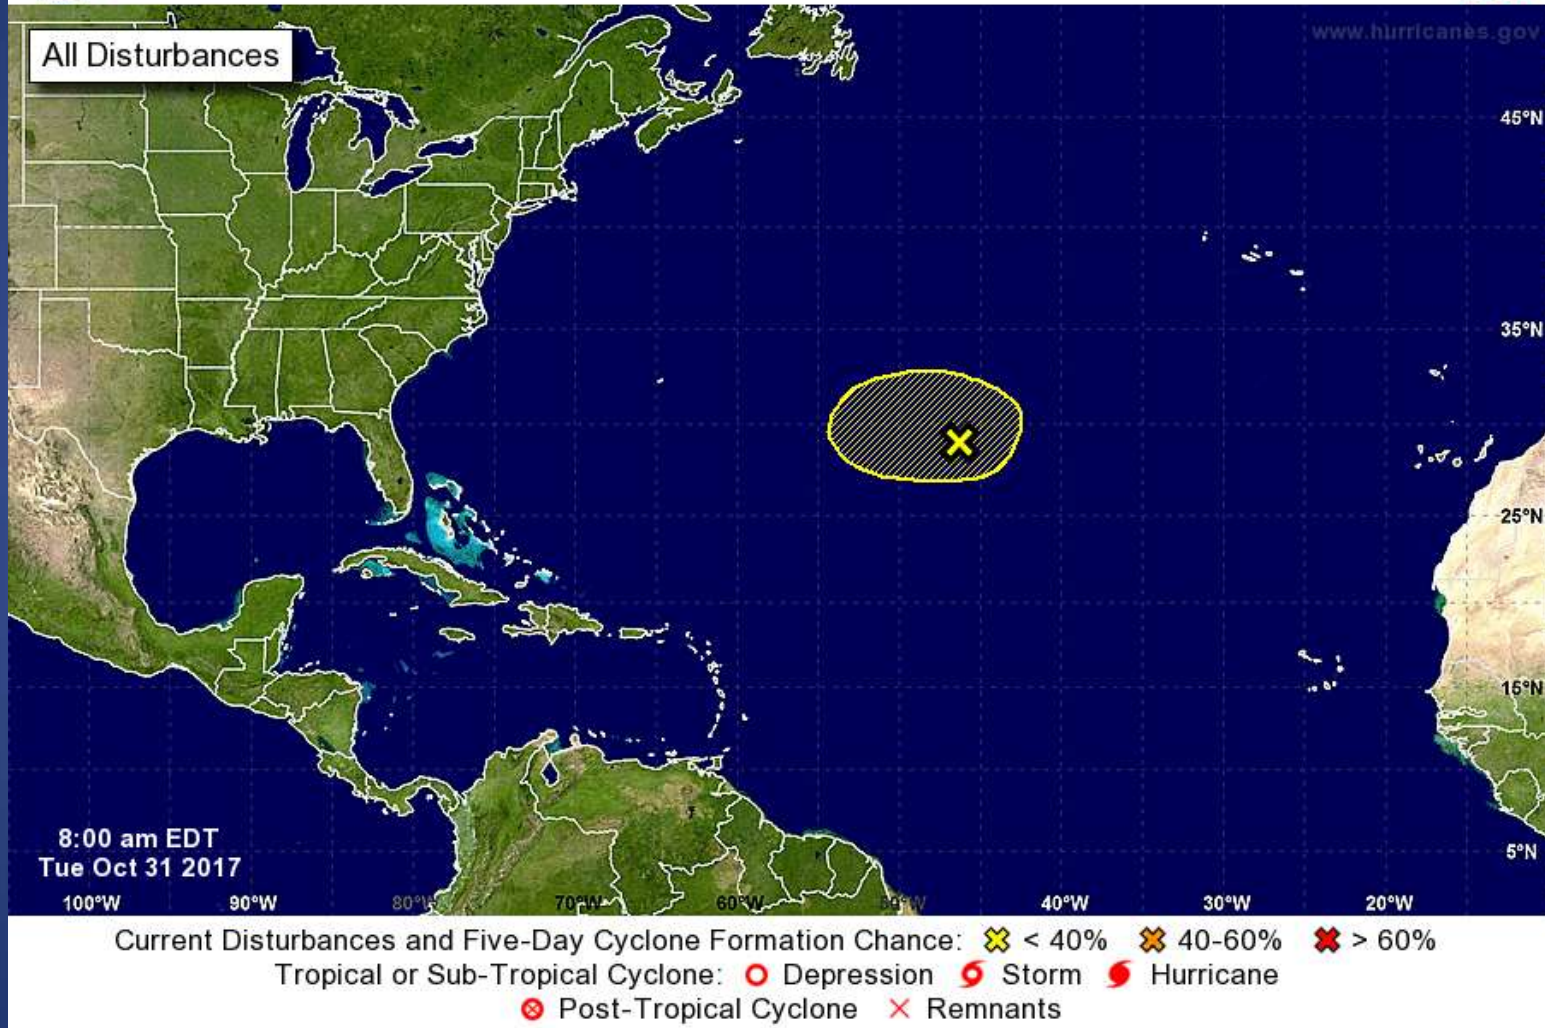 www.hurricanes.gov
All Disturbances
45°N
35°N
25°N
15°N
8:00 am EDT
Tue Oct 31 2017
5°N
100°W 90°W 80°W 70°W 60°W 50°W 40°W 30°W 20°W
Current Disturbances and Five-Day Cyclone Formation Chance: < 40% 40-60% > 60%
Tropical or Sub-Tropical Cyclone: Depression Storm Hurricane
Post-Tropical Cyclone Remnants